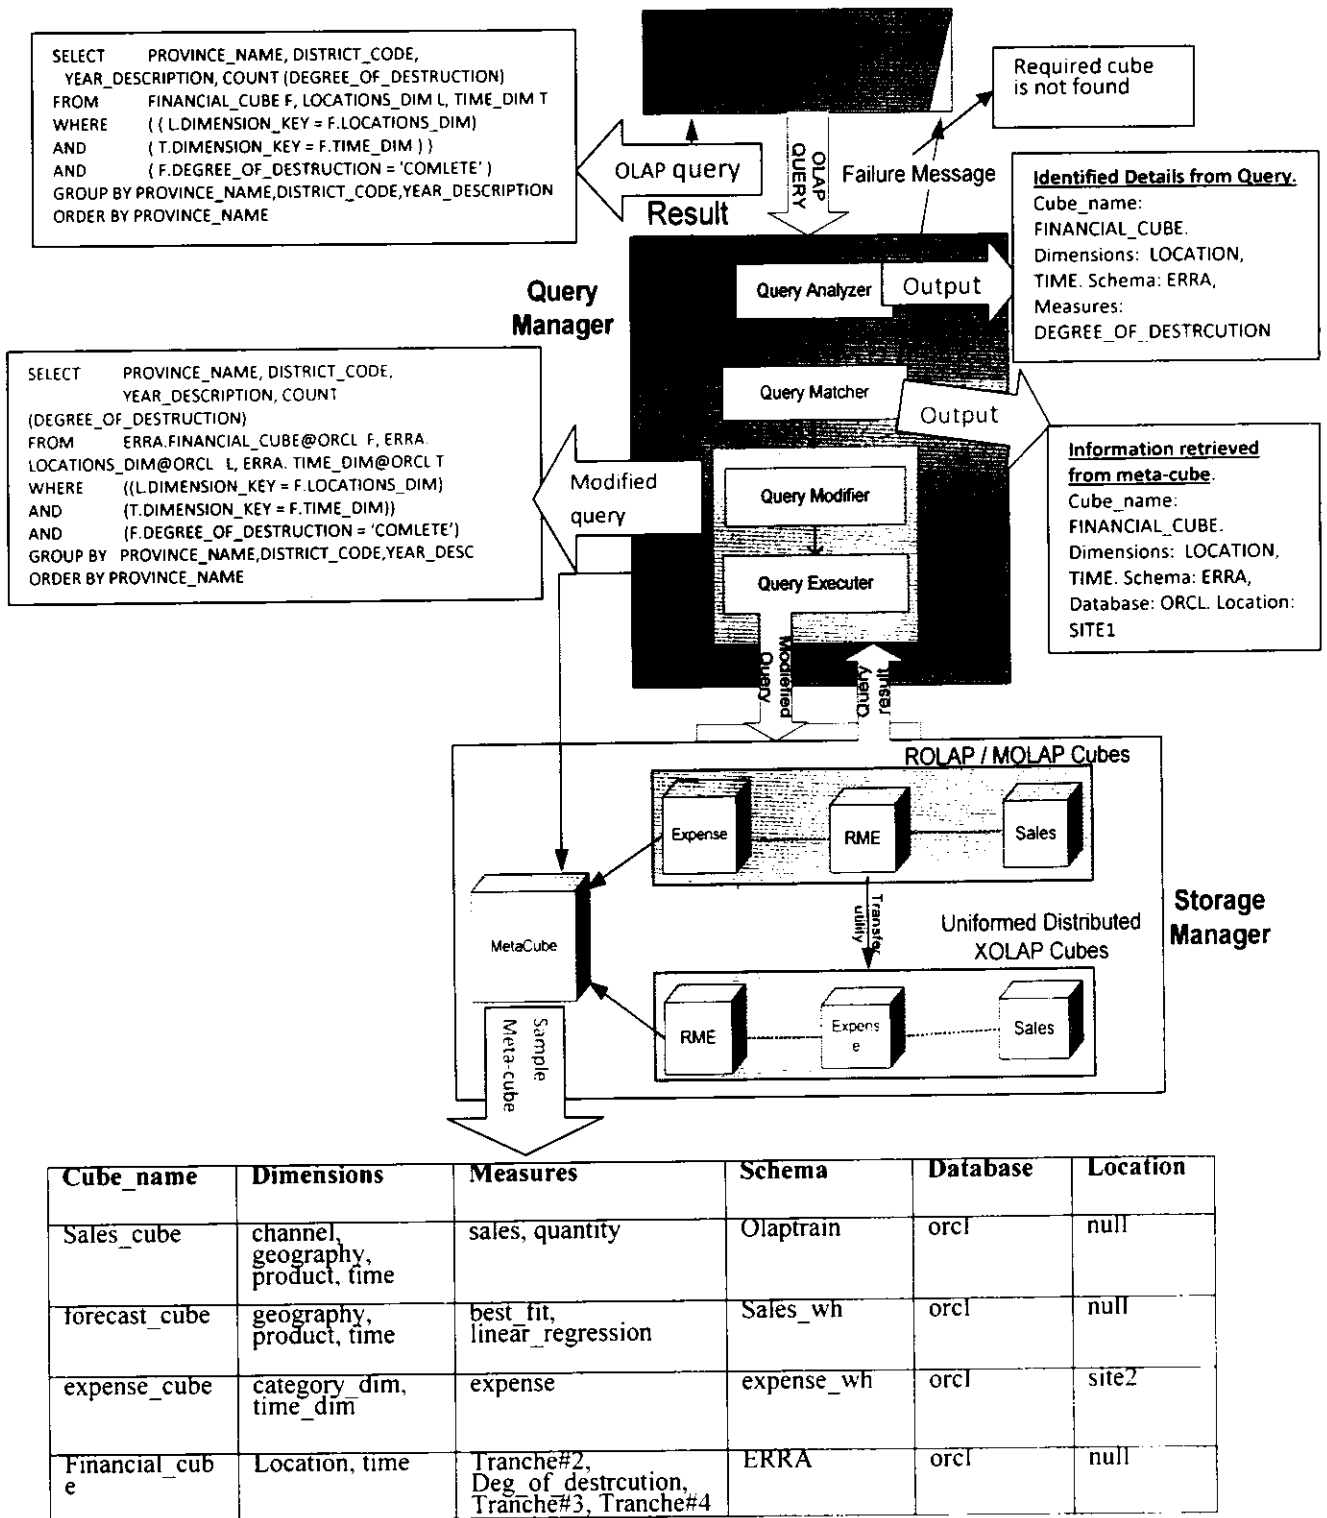 SELECT PROVINCE_NAME, DISTRICT_CODE,
YEAR_DESCRIPTION, COUNT (DEGREE_OF_DESTRUCTION)
FROM FINANCIAL_CUBE F, LOCATIONS_DIM L, TIME_DIM T
WHERE ( ( L.DIMENSION_KEY = F.LOCATIONS_DIM)
AND ( T.DIMENSION_KEY = F.TIME_DIM ) )
AND ( F.DEGREE_OF_DESTRUCTION = 'COMLETE' )
GROUP BY PROVINCE_NAME,DISTRICT_CODE,YEAR_DESCRIPTION
ORDER BY PROVINCE_NAME
OLAP query
Result
OLAP
QUERY
Failure Message
Required cube
is not found
Identified Details from Query.
Cube_name:
FINANCIAL_CUBE.
Dimensions: LOCATION,
TIME. Schema: ERRA,
Measures:
DEGREE_OF_DESTRCUTION
Query
Manager
Query Analyzer
Output
Query Matcher
Output
Query Modifier
Query Executer
SELECT PROVINCE_NAME, DISTRICT_CODE,
YEAR_DESCRIPTION, COUNT
(DEGREE_OF_DESTRUCTION)
FROM ERRA.FINANCIAL_CUBE@ORCL F, ERRA.
LOCATIONS_DIM@ORCL L, ERRA. TIME_DIM@ORCL T
WHERE ((L.DIMENSION_KEY = F.LOCATIONS_DIM)
AND (T.DIMENSION_KEY = F.TIME_DIM))
AND (F.DEGREE_OF_DESTRUCTION = 'COMLETE')
GROUP BY PROVINCE_NAME,DISTRICT_CODE,YEAR_DESC
ORDER BY PROVINCE_NAME
Modified
query
Information retrieved
from meta-cube.
Cube_name:
FINANCIAL_CUBE.
Dimensions: LOCATION,
TIME. Schema: ERRA,
Database: ORCL. Location:
SITE1
Modiefied
Query
Query
result
ROLAP / MOLAP Cubes
Expense
RME
Sales
Transfer
utility
Uniformed Distributed
XOLAP Cubes
MetaCube
RME
Expens
e
Sales
Storage
Manager
Sample
Meta-cube
Cube_name Dimensions Measures Schema Database Location
Sales_cube channel, sales, quantity Olaptrain orcl null
geography,
product, time
forecast_cube geography, best_fit, Sales_wh orcl null
product, time linear_regression
expense_cube category_dim, expense expense_wh orcl site2
time_dim
Financial_cub Location, time Tranche#2, ERRA orcl null
e Deg_of_destrcution,
Tranche#3, Tranche#4